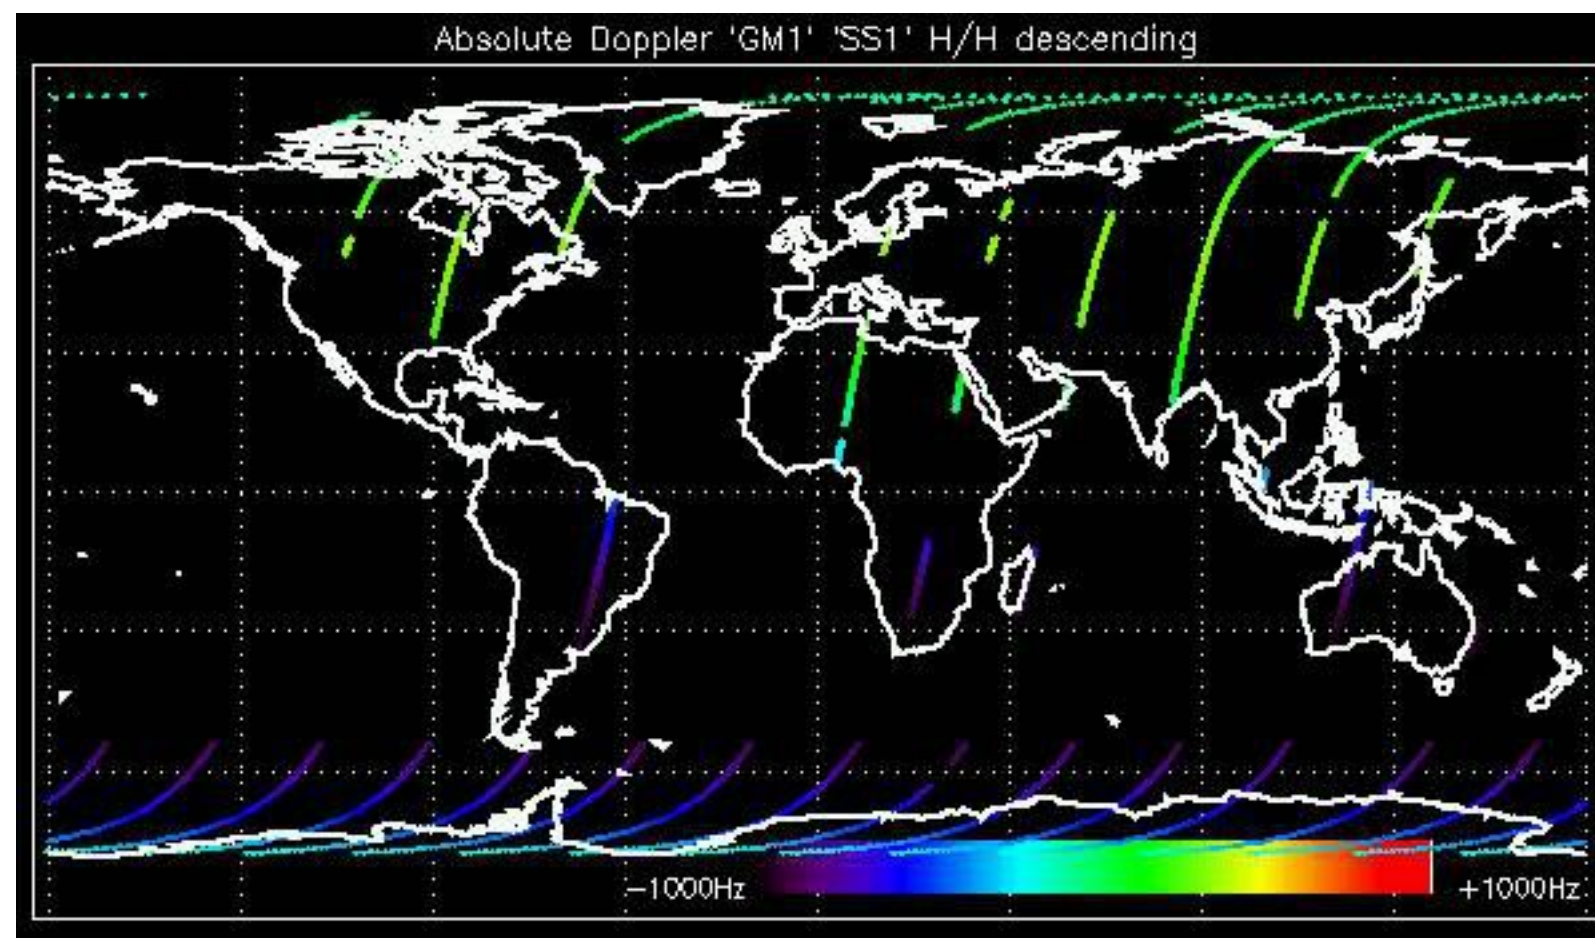 Absolute Doppler 'GM1' 'SS1' H/H descending
-1000Hz +1000Hz